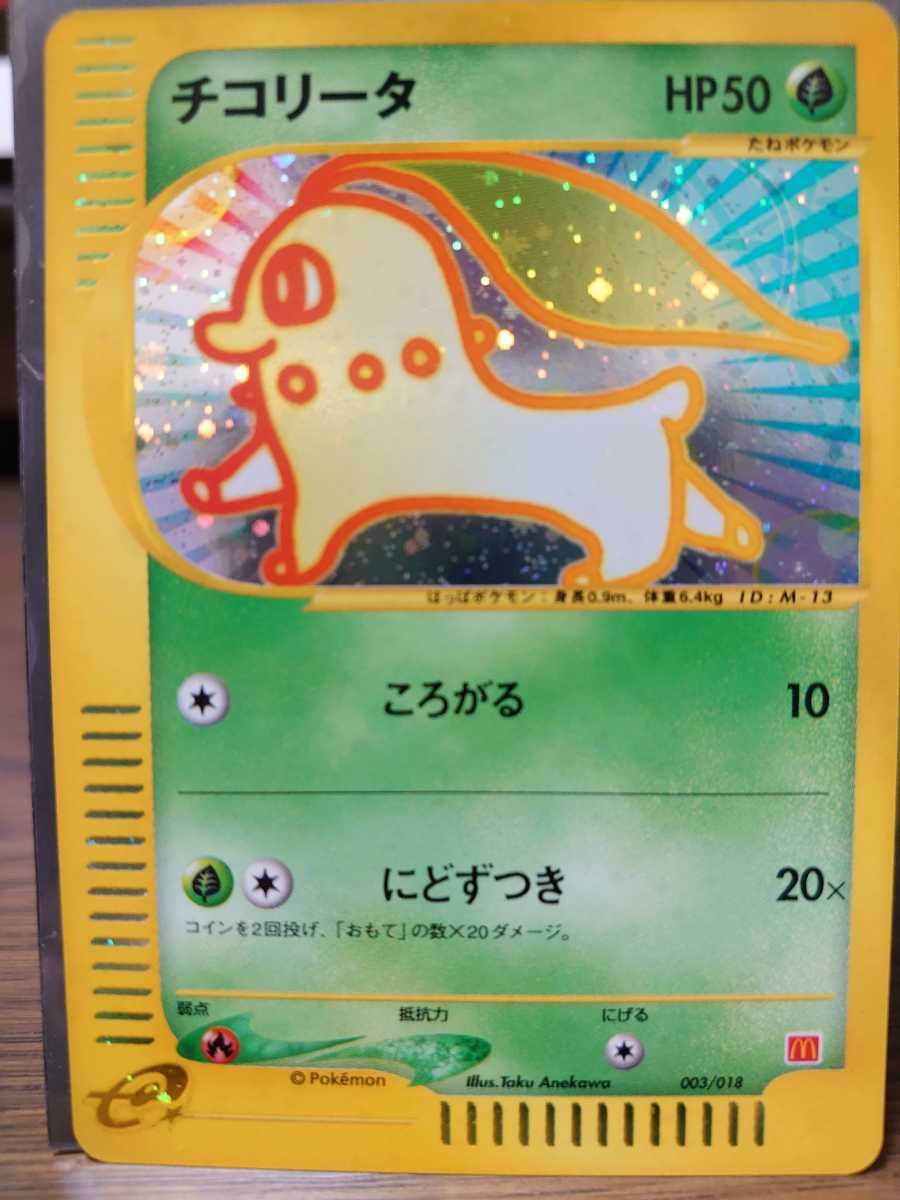 チコリータ HP50
たねポケモン
はっぱポケモン：身長0.9m、体重6.4kg ID:M-13
ころがる 10
にどずつき 20×
コインを2回投げ、「おもて」の数×20ダメージ。
弱点 抵抗力 にげる
©Pokémon Illus.Taku Anekawa 003/018